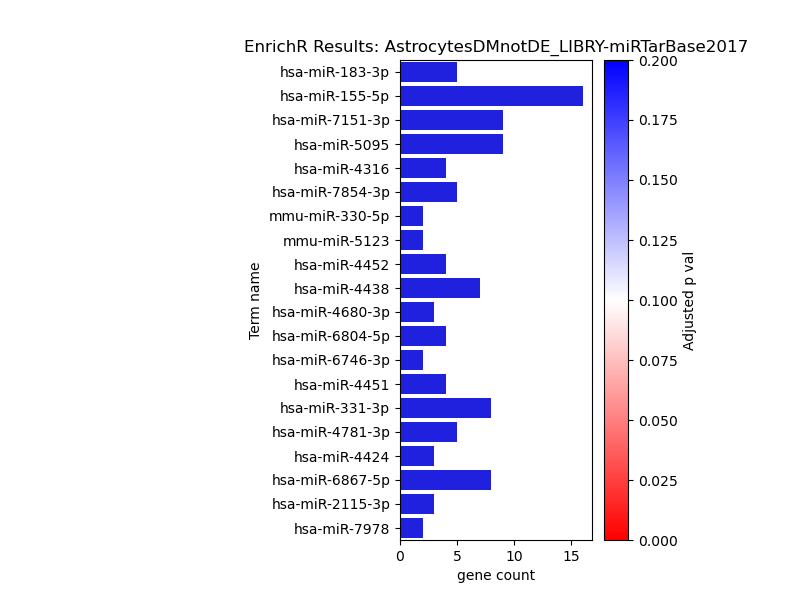 EnrichR Results: AstrocytesDMnotDE_LIBRY-miRTarBase2017
Term name
hsa-miR-183-3p
hsa-miR-155-5p
hsa-miR-7151-3p
hsa-miR-5095
hsa-miR-4316
hsa-miR-7854-3p
mmu-miR-330-5p
mmu-miR-5123
hsa-miR-4452
hsa-miR-4438
hsa-miR-4680-3p
hsa-miR-6804-5p
hsa-miR-6746-3p
hsa-miR-4451
hsa-miR-331-3p
hsa-miR-4781-3p
hsa-miR-4424
hsa-miR-6867-5p
hsa-miR-2115-3p
hsa-miR-7978
0 5 10 15
gene count
0.200
0.175
0.150
0.125
0.100
0.075
0.050
0.025
0.000
Adjusted p val